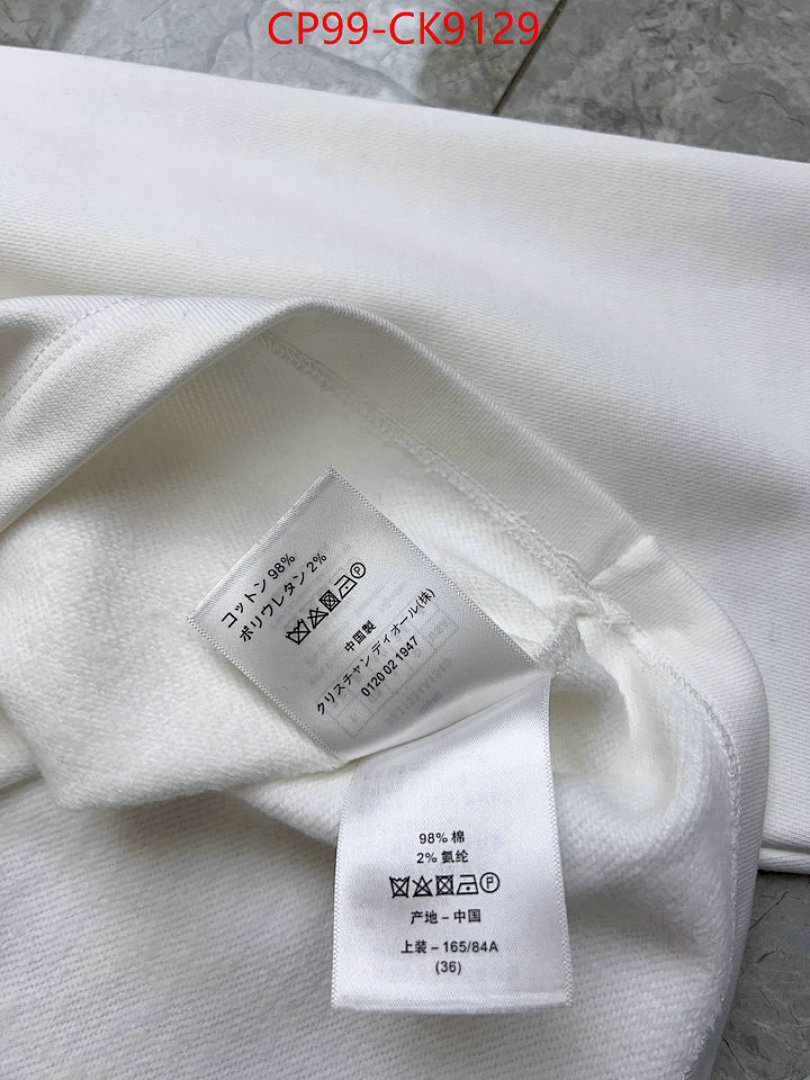 CP99-CK9129
コットン 98%
ポリウレタン 2%
中国製
クリスチャン ディオール(株)
0120 02 1947
98% 棉
2% 氨纶
产地 – 中国
上装 – 165/84A
(36)